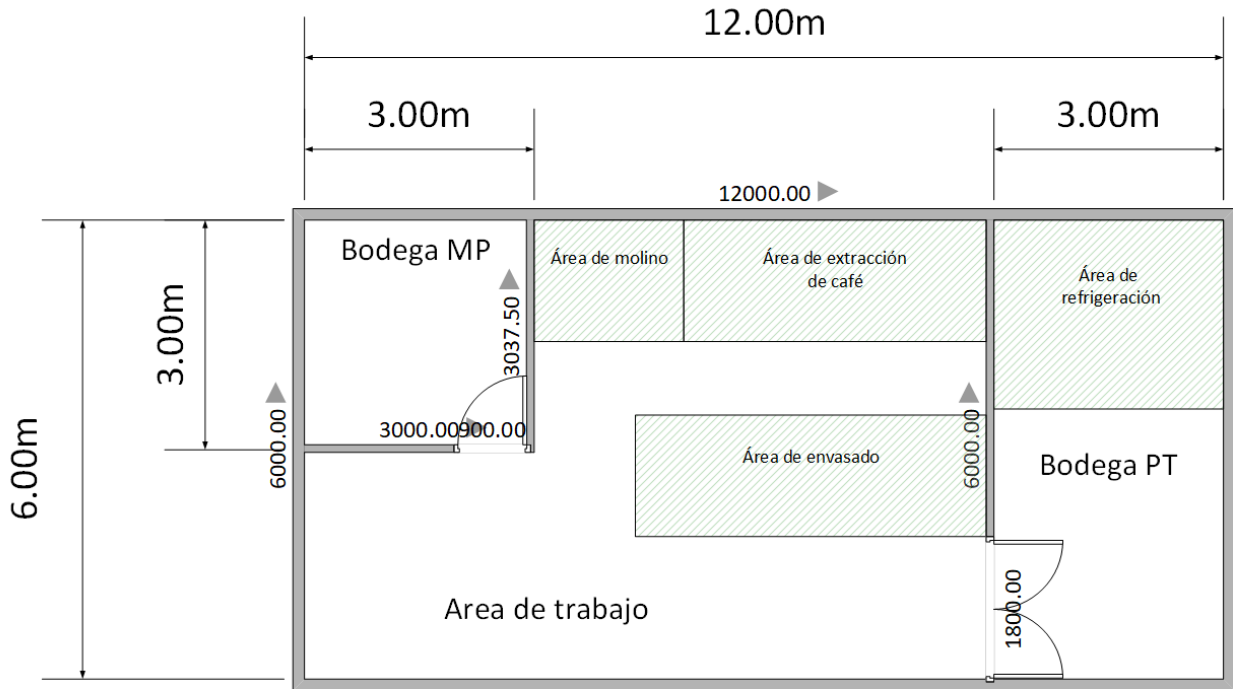 12.00m
3.00m
3.00m
12000.00
Bodega MP
Área de molino
Área de extracción
de café
Área de
refrigeración
3037.50
3.00m
6000.00
3000.00
900.00
6.00m
Área de envasado
6000.00
Bodega PT
Area de trabajo
1800.00